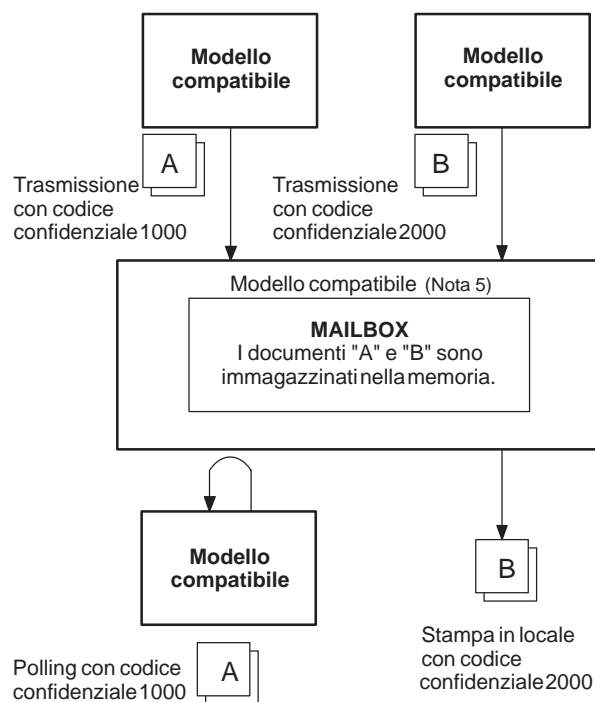 Modello
compatibile
Modello
compatibile
A
B
Trasmissione
con codice
confidenziale 1000
Trasmissione
con codice
confidenziale 2000
Modello compatibile (Nota 5)
MAILBOX
I documenti "A" e "B" sono
immagazzinati nella memoria.
Modello
compatibile
B
A
Polling con codice
confidenziale 1000
Stampa in locale
con codice
confidenziale 2000